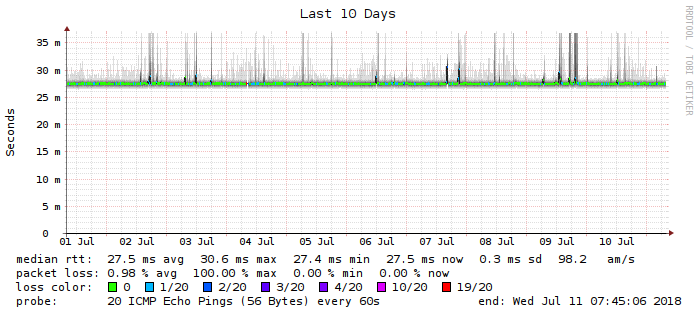 Last 10 Days
RRDTOOL / TOBI OETIKER
Seconds
35 m
30 m
25 m
20 m
15 m
10 m
5 m
0
01 Jul 02 Jul 03 Jul 04 Jul 05 Jul 06 Jul 07 Jul 08 Jul 09 Jul 10 Jul
median rtt: 27.5 ms avg 30.6 ms max 27.4 ms min 27.5 ms now 0.3 ms sd 98.2 am/s
packet loss: 0.98 % avg 100.00 % max 0.00 % min 0.00 % now
loss color: 0 1/20 2/20 3/20 4/20 10/20 19/20
probe: 20 ICMP Echo Pings (56 Bytes) every 60s end: Wed Jul 11 07:45:06 2018